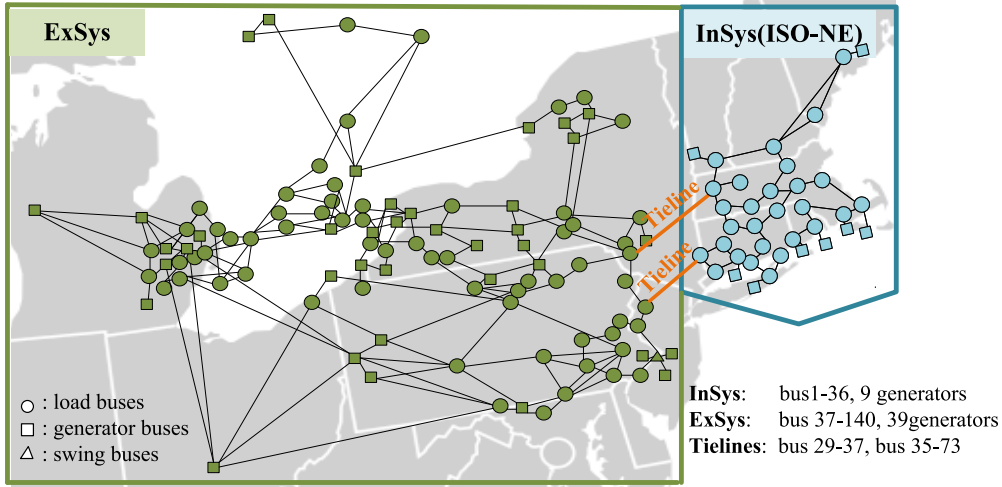 ExSys
InSys(ISO-NE)
Tieline
Tieline
: load buses
: generator buses
: swing buses
InSys: bus1-36, 9 generators
ExSys: bus 37-140, 39generators
Tielines: bus 29-37, bus 35-73